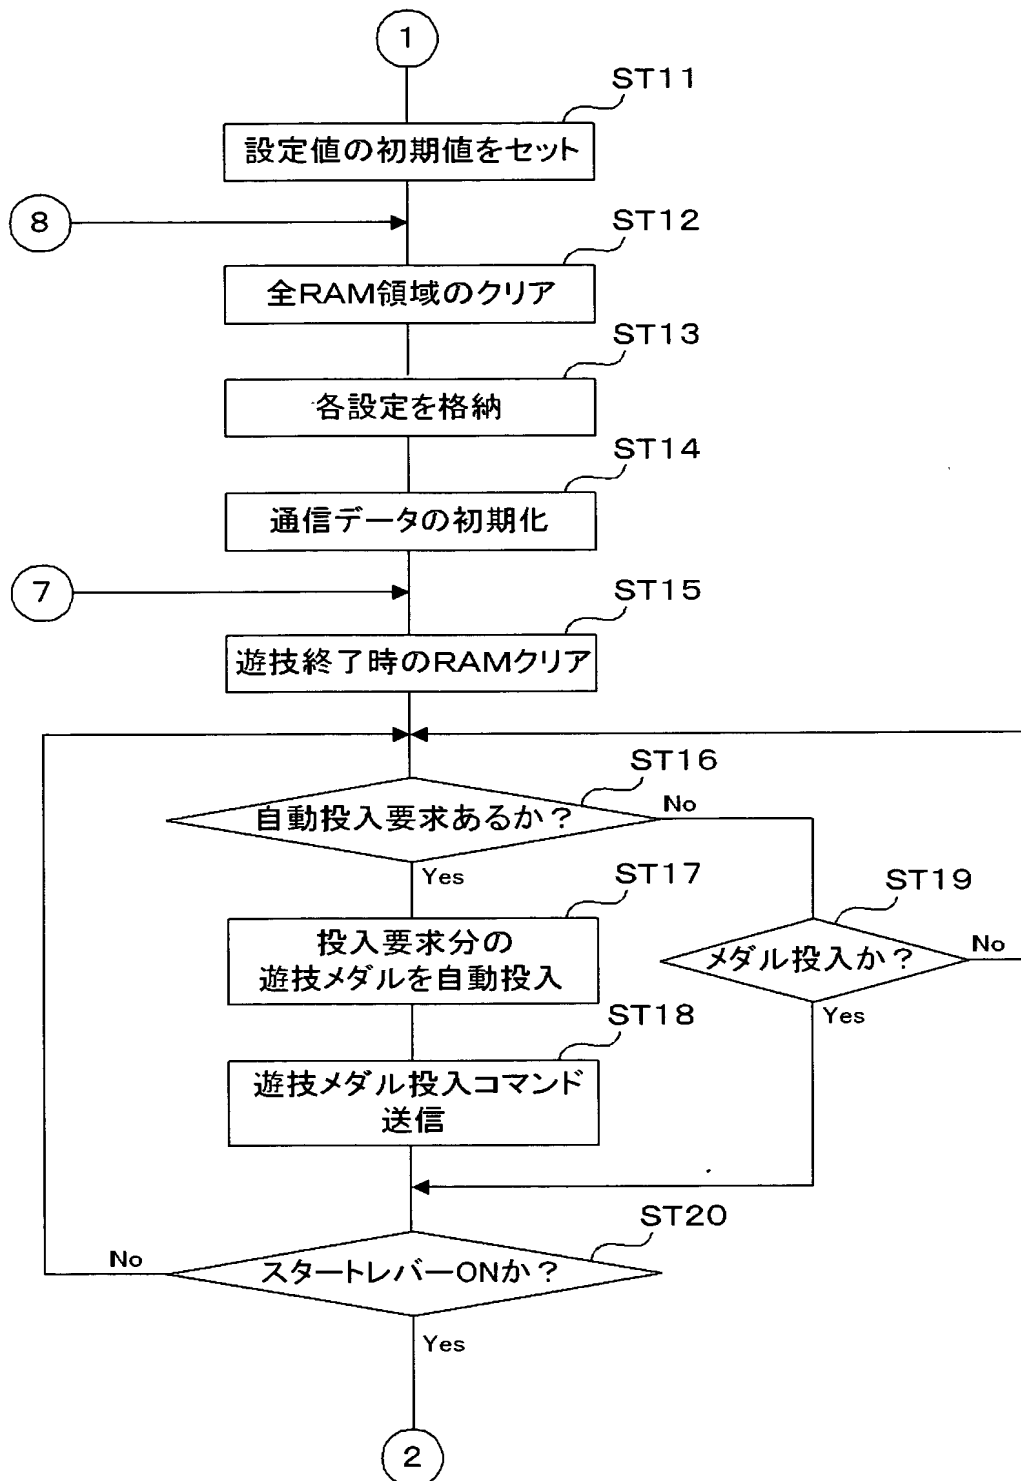 1
ST11
設定値の初期値をセット
8
ST12
全RAM領域のクリア
ST13
各設定を格納
ST14
通信データの初期化
7
ST15
遊技終了時のRAMクリア
ST16
自動投入要求あるか?
No
Yes
ST17
投入要求分の
遊技メダルを自動投入
ST19
メダル投入か?
No
Yes
ST18
遊技メダル投入コマンド
送信
ST20
スタートレバーONか?
No
Yes
2